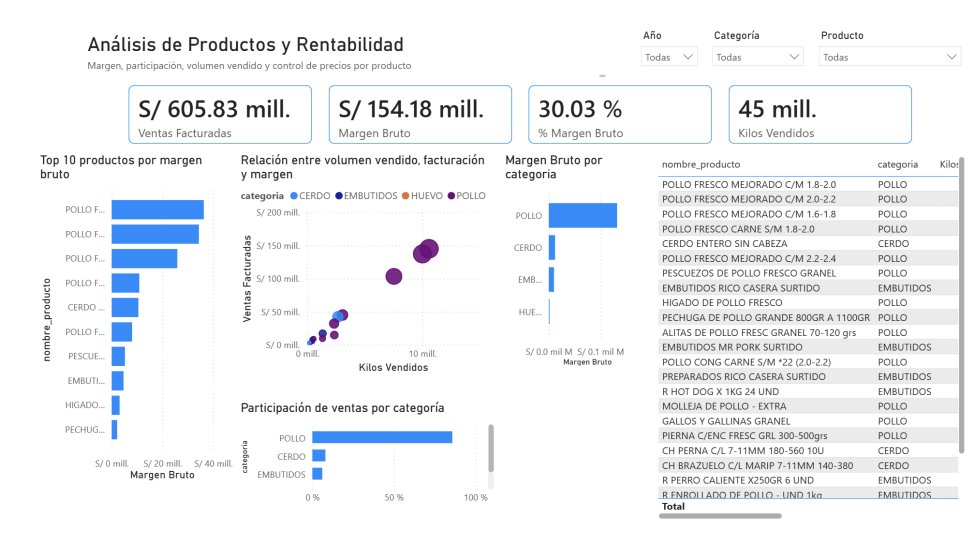 Análisis de Productos y Rentabilidad
Margen, participación, volumen vendido y control de precios por producto
Año
Categoría
Producto
Todas
Todas
Todas
S/ 605.83 mill.
Ventas Facturadas
S/ 154.18 mill.
Margen Bruto
30.03 %
% Margen Bruto
45 mill.
Kilos Vendidos
Top 10 productos por margen
bruto
nombre_producto
POLLO F...
POLLO F...
POLLO F...
POLLO F...
CERDO ...
POLLO F...
PESCUE...
EMBUTI...
HIGADO...
PECHUG...
S/ 0 mill.
S/ 20 mill.
S/ 40 mill.
Margen Bruto
Relación entre volumen vendido, facturación
y margen
categoria CERDO EMBUTIDOS HUEVO POLLO
Ventas Facturadas
S/ 200 mill.
S/ 150 mill.
S/ 100 mill.
S/ 50 mill.
S/ 0 mill.
0 mill.
10 mill.
Kilos Vendidos
Participación de ventas por categoría
categoria
POLLO
CERDO
EMBUTIDOS
0 %
50 %
100 %
Margen Bruto por
categoria
POLLO
CERDO
EMB...
HUE...
S/ 0.0 mil M
S/ 0.1 mil M
Margen Bruto
nombre_producto categoria Kilos
POLLO FRESCO MEJORADO C/M 1.8-2.0 POLLO
POLLO FRESCO MEJORADO C/M 2.0-2.2 POLLO
POLLO FRESCO MEJORADO C/M 1.6-1.8 POLLO
POLLO FRESCO CARNE S/M 1.8-2.0 POLLO
CERDO ENTERO SIN CABEZA CERDO
POLLO FRESCO MEJORADO C/M 2.2-2.4 POLLO
PESCUEZOS DE POLLO FRESCO GRANEL POLLO
EMBUTIDOS RICO CASERA SURTIDO EMBUTIDOS
HIGADO DE POLLO FRESCO POLLO
PECHUGA DE POLLO GRANDE 800GR A 1100GR POLLO
ALITAS DE POLLO FRESC GRANEL 70-120 grs POLLO
EMBUTIDOS MR PORK SURTIDO EMBUTIDOS
POLLO CONG CARNE S/M *22 (2.0-2.2) POLLO
PREPARADOS RICO CASERA SURTIDO EMBUTIDOS
R HOT DOG X 1KG 24 UND EMBUTIDOS
MOLLEJA DE POLLO - EXTRA POLLO
GALLOS Y GALLINAS GRANEL POLLO
PIERNA C/ENC FRESC GRL 300-500grs POLLO
CH PERNA C/L 7-11MM 180-560 10U CERDO
CH BRAZUELO C/L MARIP 7-11MM 140-380 CERDO
R PERRO CALIENTE X250GR 6 UND EMBUTIDOS
R ENROLLADO DE POLLO - UND 1kg EMBUTIDOS
Total